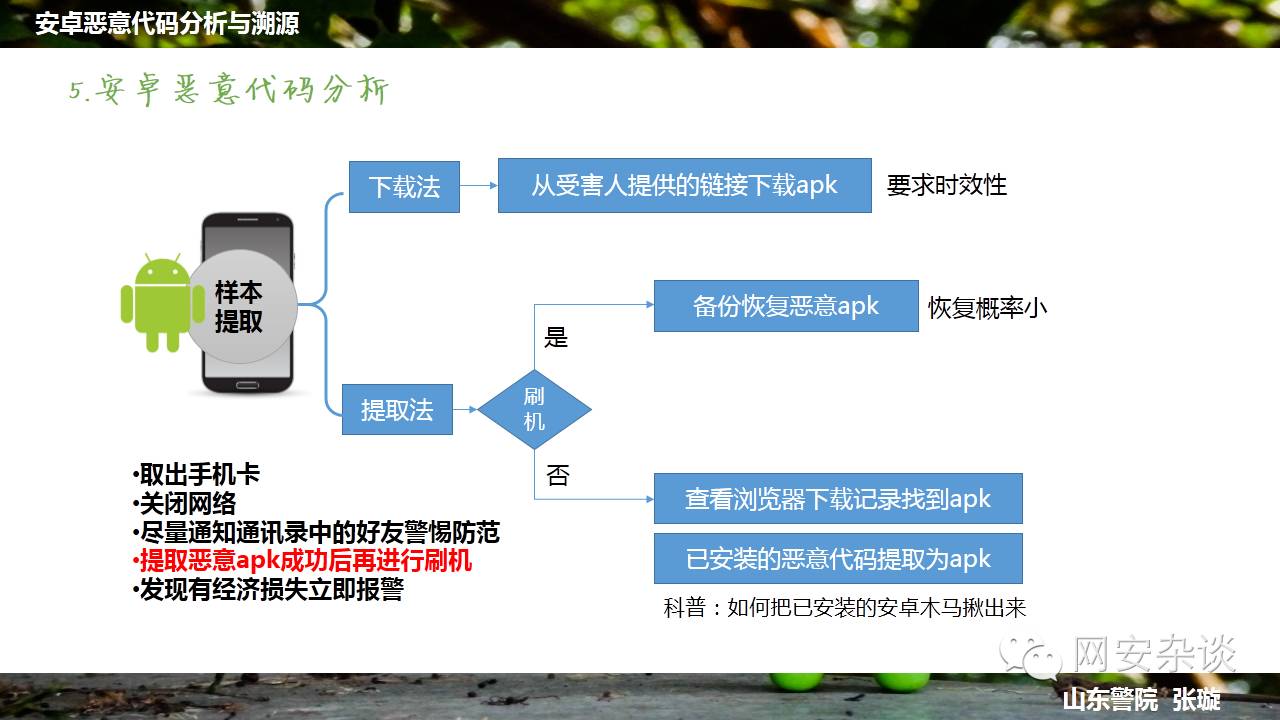 安卓恶意代码分析与溯源
5.安卓恶意代码分析
下载法
从受害人提供的链接下载apk
要求时效性
样本
提取
备份恢复恶意apk
恢复概率小
是
提取法
刷
机
否
查看浏览器下载记录找到apk
已安装的恶意代码提取为apk
科普：如何把已安装的安卓木马揪出来
•取出手机卡
•关闭网络
•尽量通知通讯录中的好友警惕防范
•提取恶意apk成功后再进行刷机
•发现有经济损失立即报警
网安杂谈
山东警院 张璇